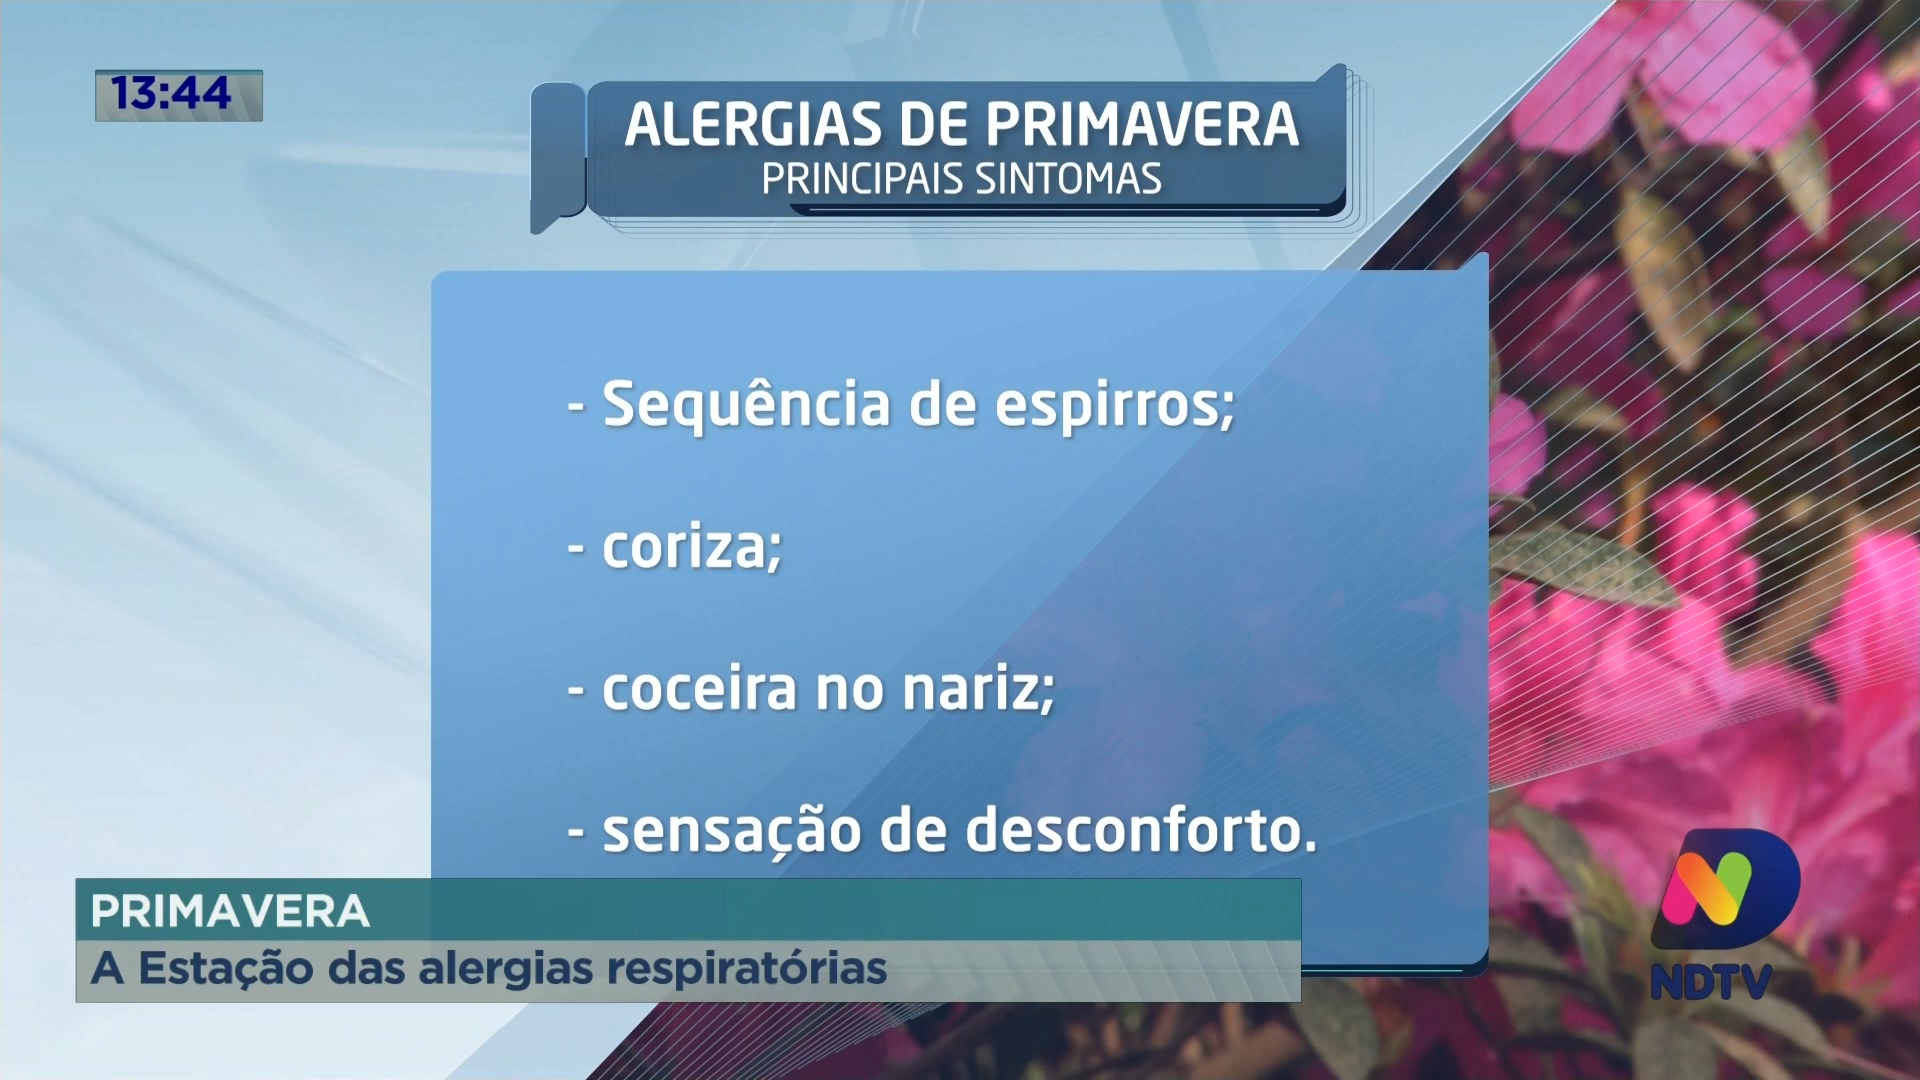 13:44
ALERGIAS DE PRIMAVERA
PRINCIPAIS SINTOMAS
- Sequência de espirros;
- coriza;
- coceira no nariz;
- sensação de desconforto.
PRIMAVERA
A Estação das alergias respiratórias
NDTV